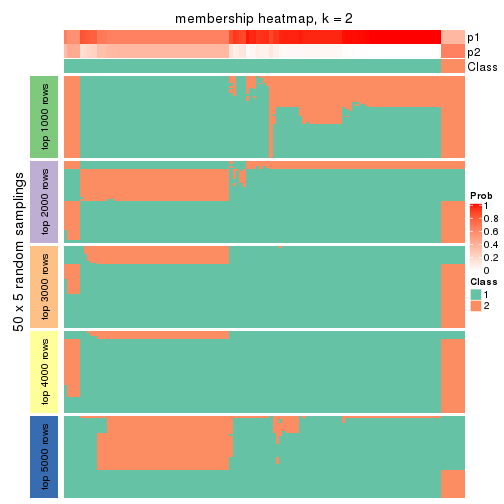 membership heatmap, k = 2
p1
p2
Class
50 x 5 random samplings
top 1000 rows
top 2000 rows
top 3000 rows
top 4000 rows
top 5000 rows
Prob
1
0.8
0.6
0.4
0.2
0
Class
1
2